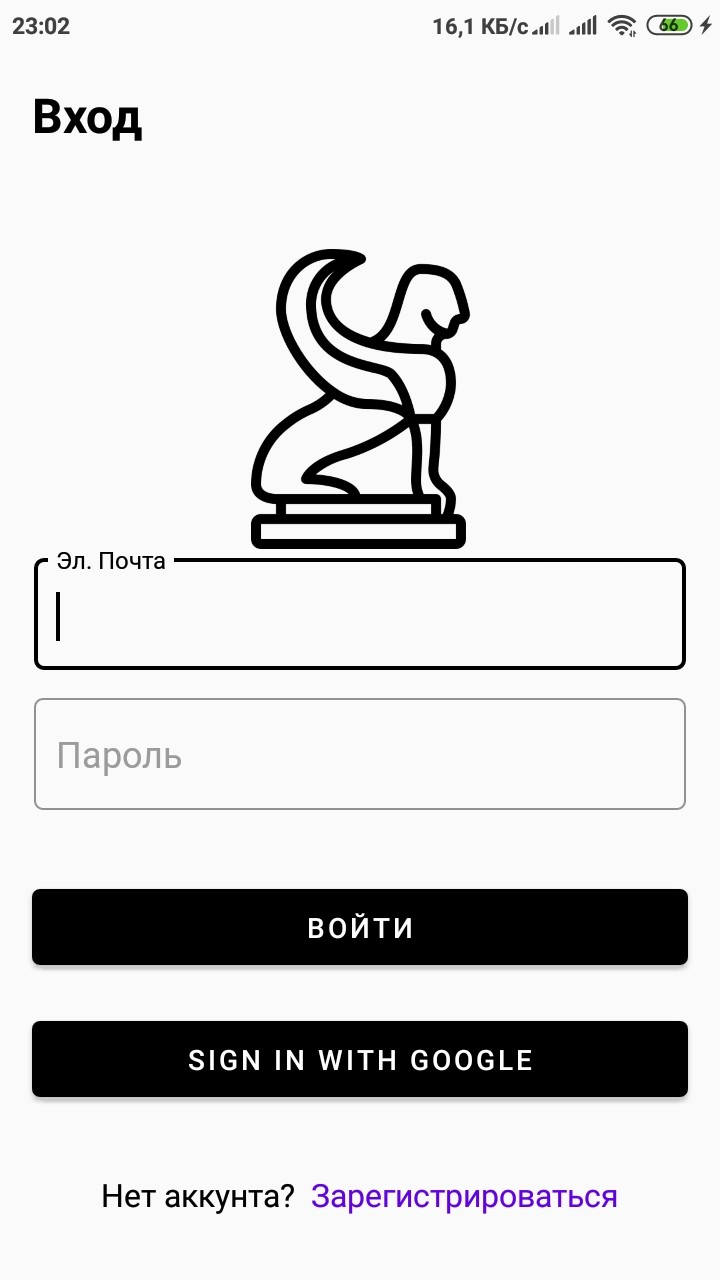 23:02 16,1 КБ/с 66
Вход
Эл. Почта
Пароль
ВОЙТИ
SIGN IN WITH GOOGLE
Нет аккунта? Зарегистрироваться